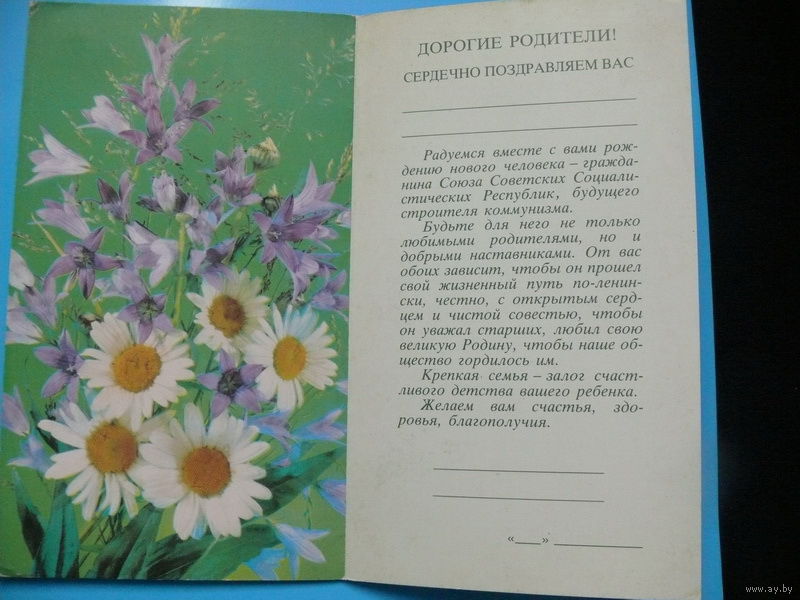 ДОРОГИЕ РОДИТЕЛИ!
СЕРДЕЧНО ПОЗДРАВЛЯЕМ ВАС
Радуемся вместе с вами рож-
дению нового человека – гражда-
нина Союза Советских Социали-
стических Республик, будущего
строителя коммунизма.
Будьте для него не только
любимыми родителями, но и
добрыми наставниками. От вас
обоих зависит, чтобы он прошел
свой жизненный путь по-ленин-
ски, честно, с открытым серд-
цем и чистой совестью, чтобы
он уважал старших, любил свою
великую Родину, чтобы наше об-
щество гордилось им.
Крепкая семья – залог счаст-
ливого детства вашего ребенка.
Желаем вам счастья, здо-
ровья, благополучия.
«___» __________
www.ay.by